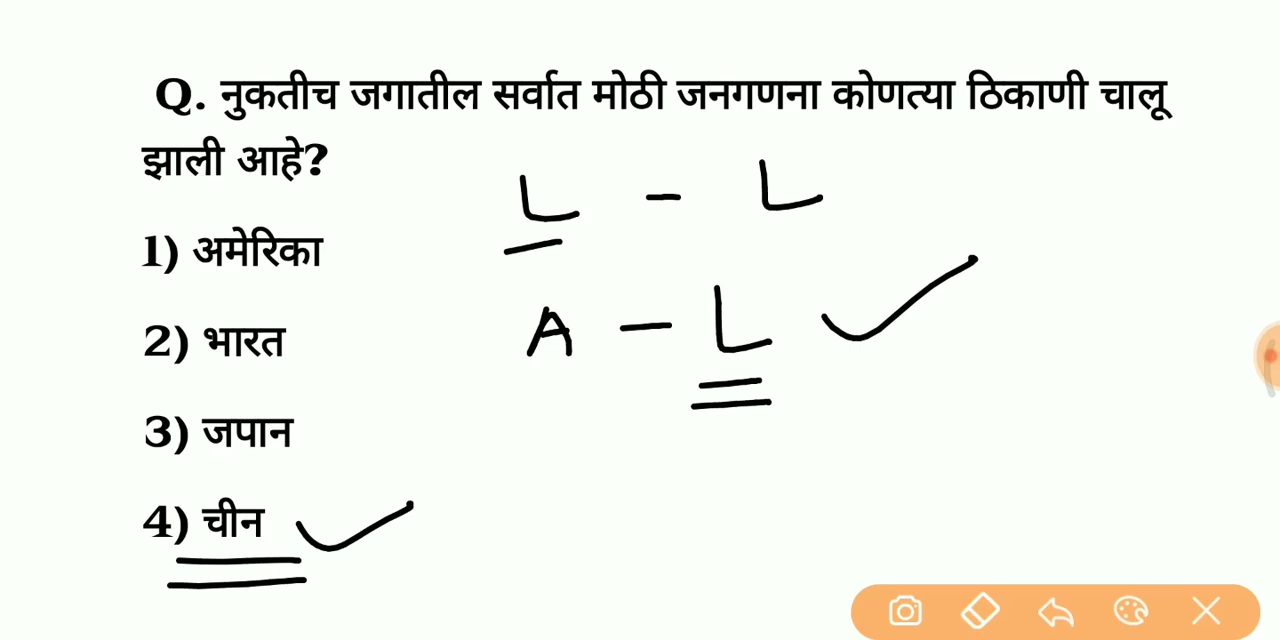 Q. नुकतीच जगातील सर्वात मोठी जनगणना कोणत्या ठिकाणी चालू
झाली आहे?
L - L
1) अमेरिका
A - L
2) भारत
3) जपान
4) चीन